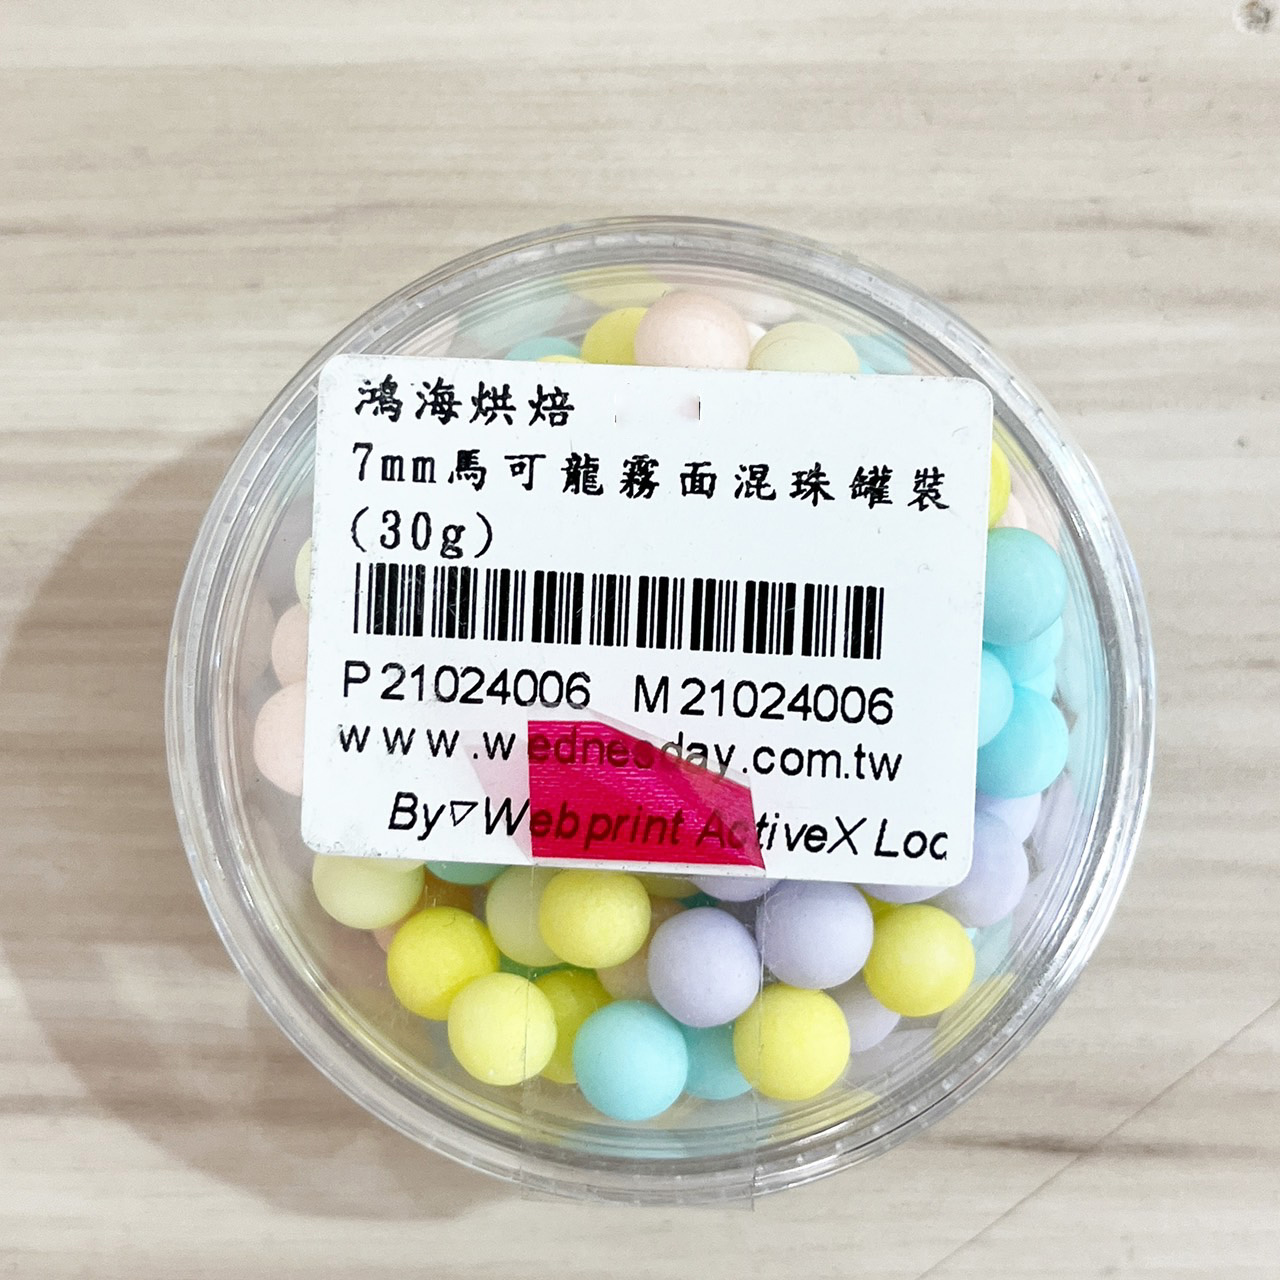 鴻海烘焙
7mm馬可龍霧面混珠罐裝
(30g)
P21024006 M21024006
www.wednesday.com.tw
By▽Webprint ActiveX Loc